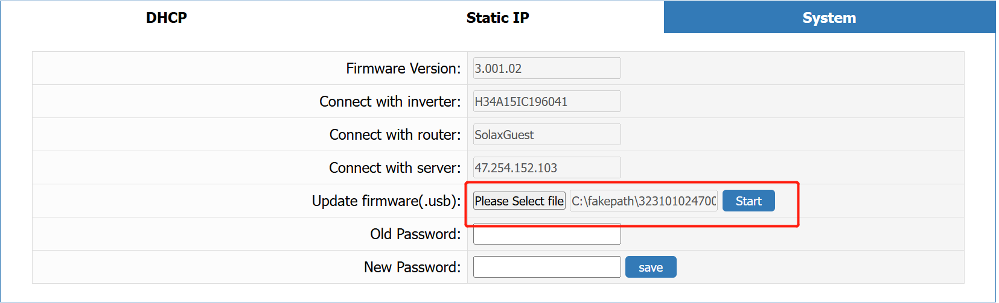 DHCP Static IP System
Firmware Version: 3.001.02
Connect with inverter: H34A15IC196041
Connect with router: SolaxGuest
Connect with server: 47.254.152.103
Update firmware(.usb): Please Select file C:\fakepath\32310102470 Start
Old Password:
New Password: save